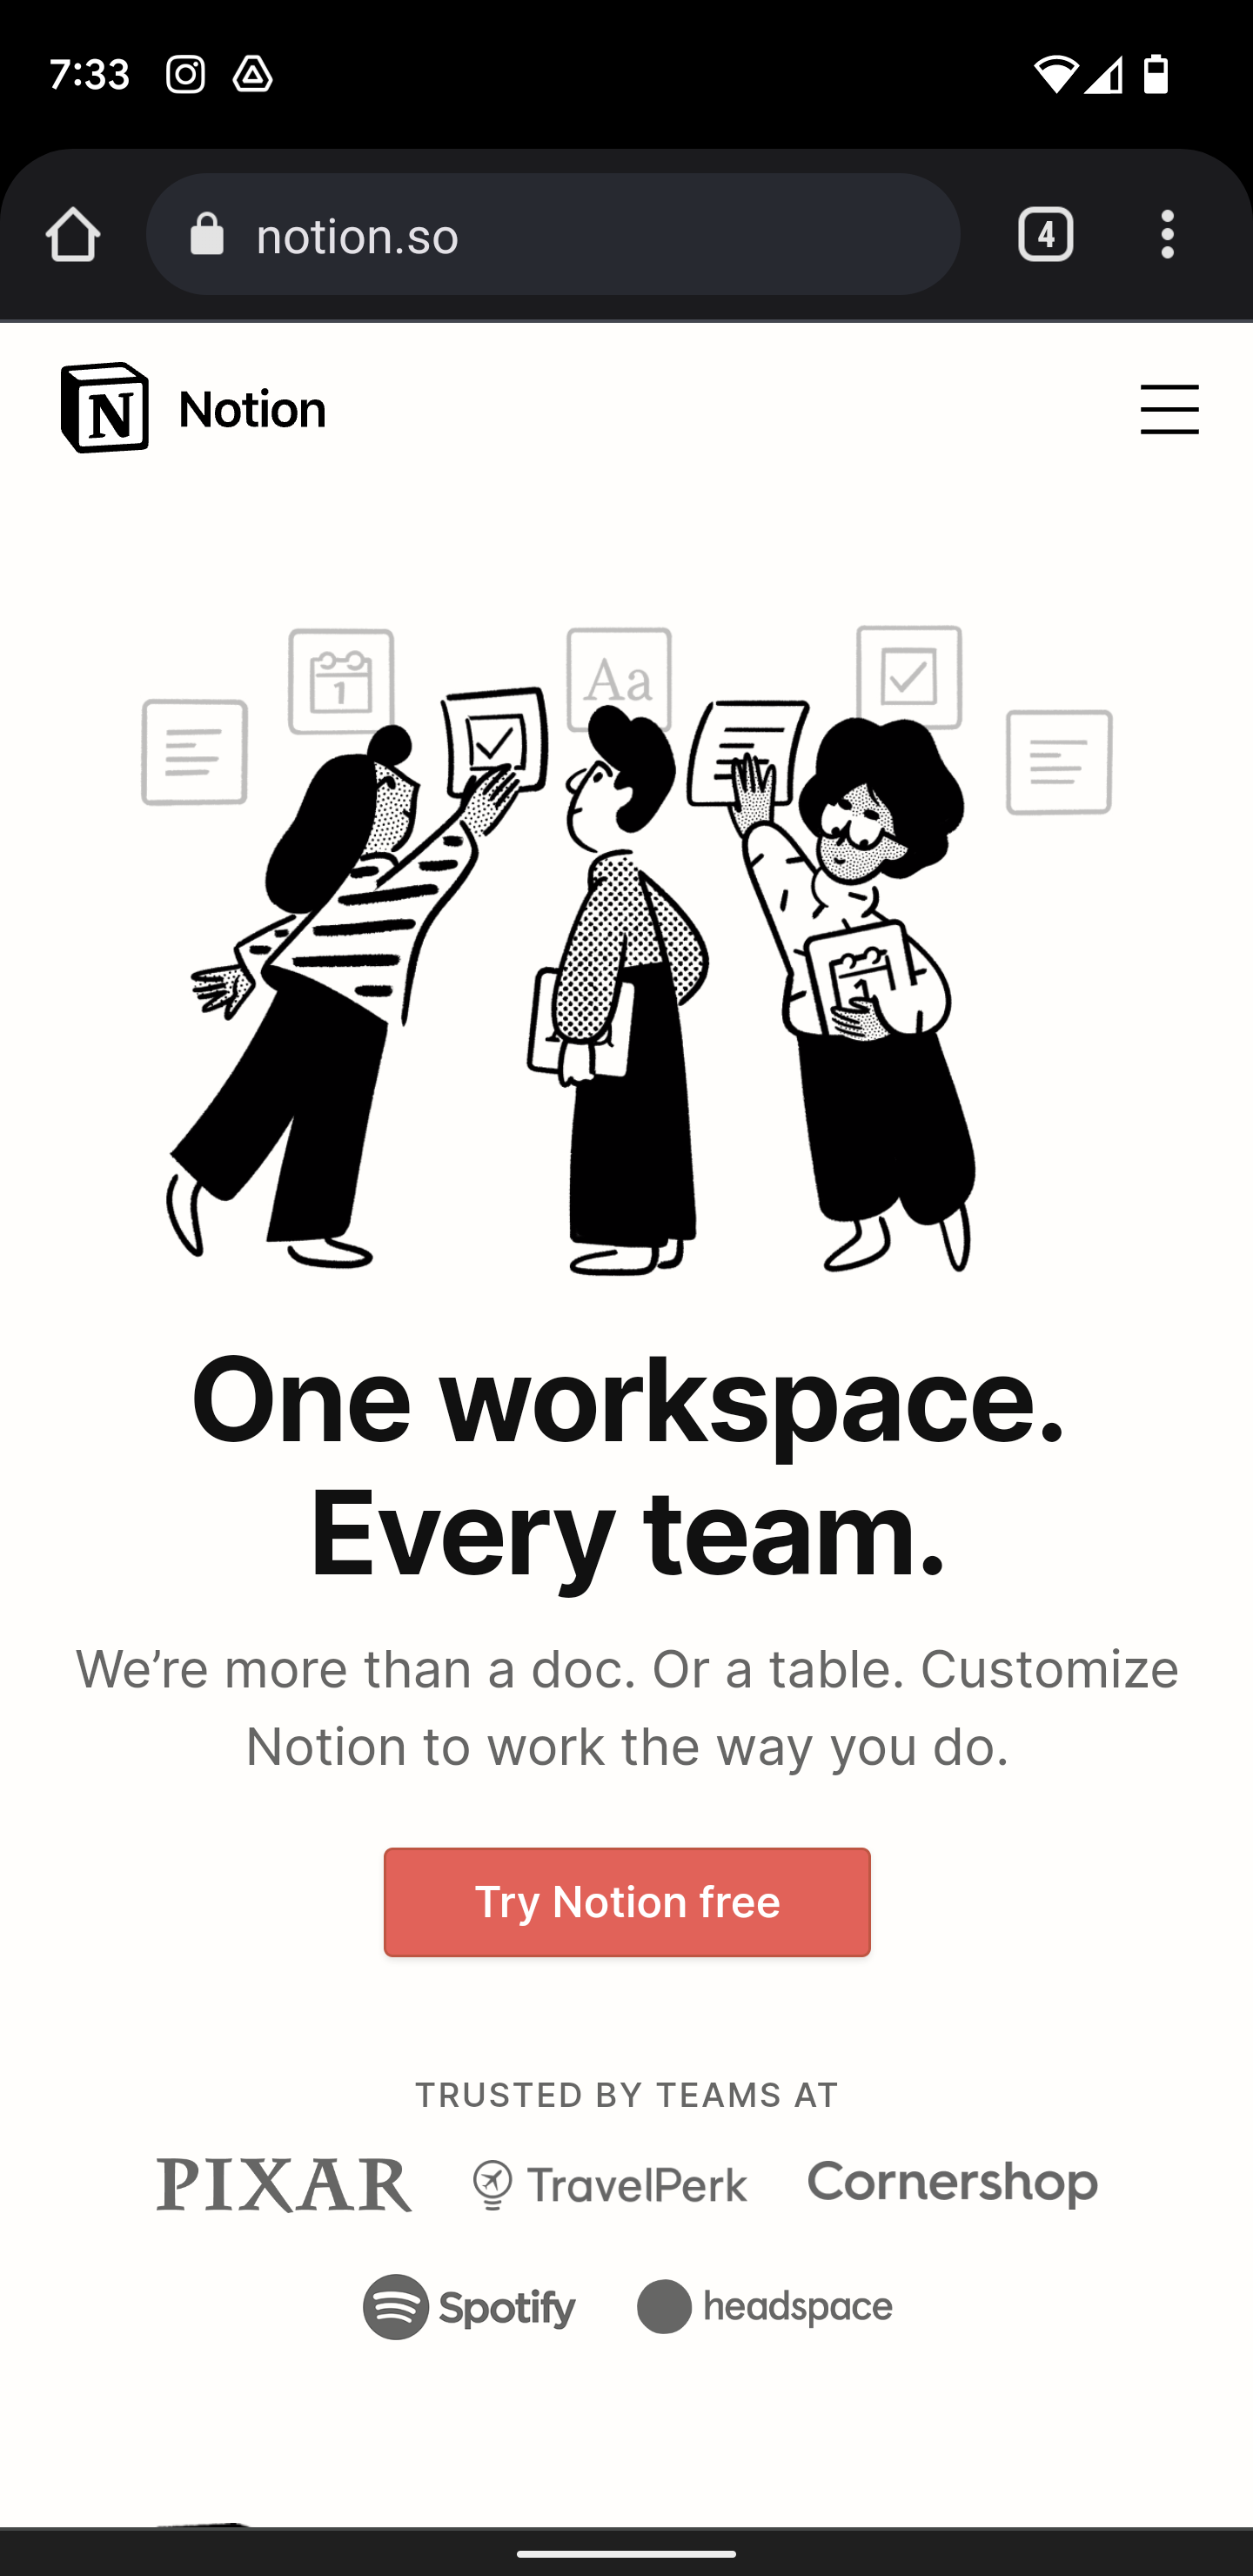 7:33
notion.so
4
N Notion
1
Aa
1
One workspace.
Every team.
We’re more than a doc. Or a table. Customize
Notion to work the way you do.
Try Notion free
TRUSTED BY TEAMS AT
PIXAR TravelPerk Cornershop
Spotify headspace